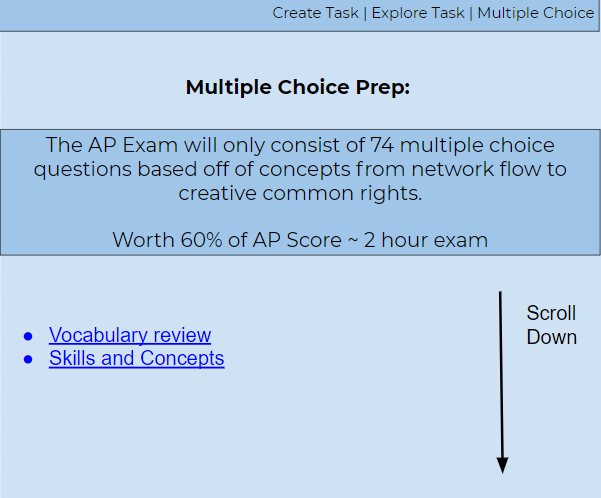 Create Task | Explore Task | Multiple Choice
Multiple Choice Prep:
The AP Exam will only consist of 74 multiple choice
questions based off of concepts from network flow to
creative common rights.
Worth 60% of AP Score ~ 2 hour exam
● Vocabulary review
● Skills and Concepts
Scroll
Down